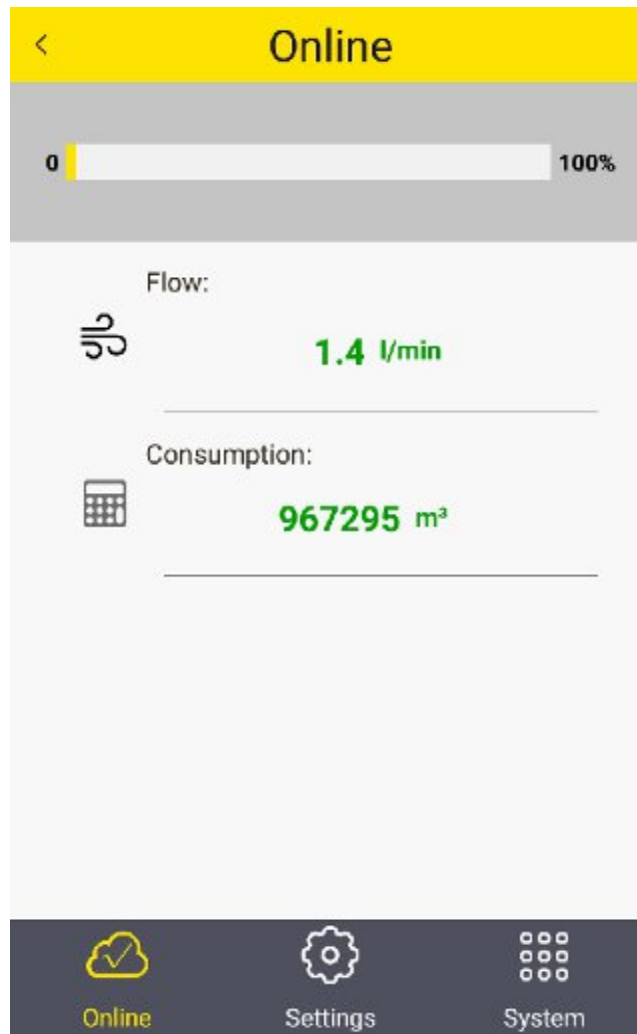 Online
0 100%
Flow:
1.4 l/min
Consumption:
967295 m³
Online Settings System